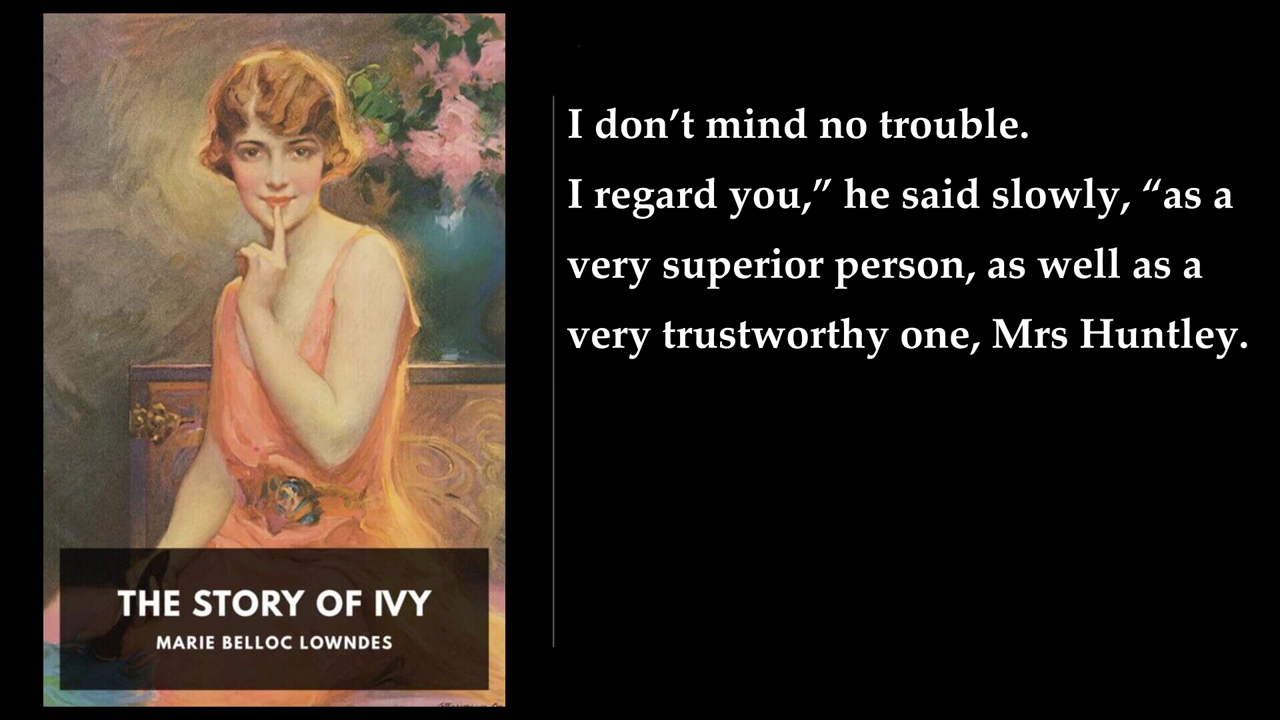 I don’t mind no trouble.
I regard you,” he said slowly, “as a
very superior person, as well as a
very trustworthy one, Mrs Huntley.
THE STORY OF IVY
MARIE BELLOC LOWNDES